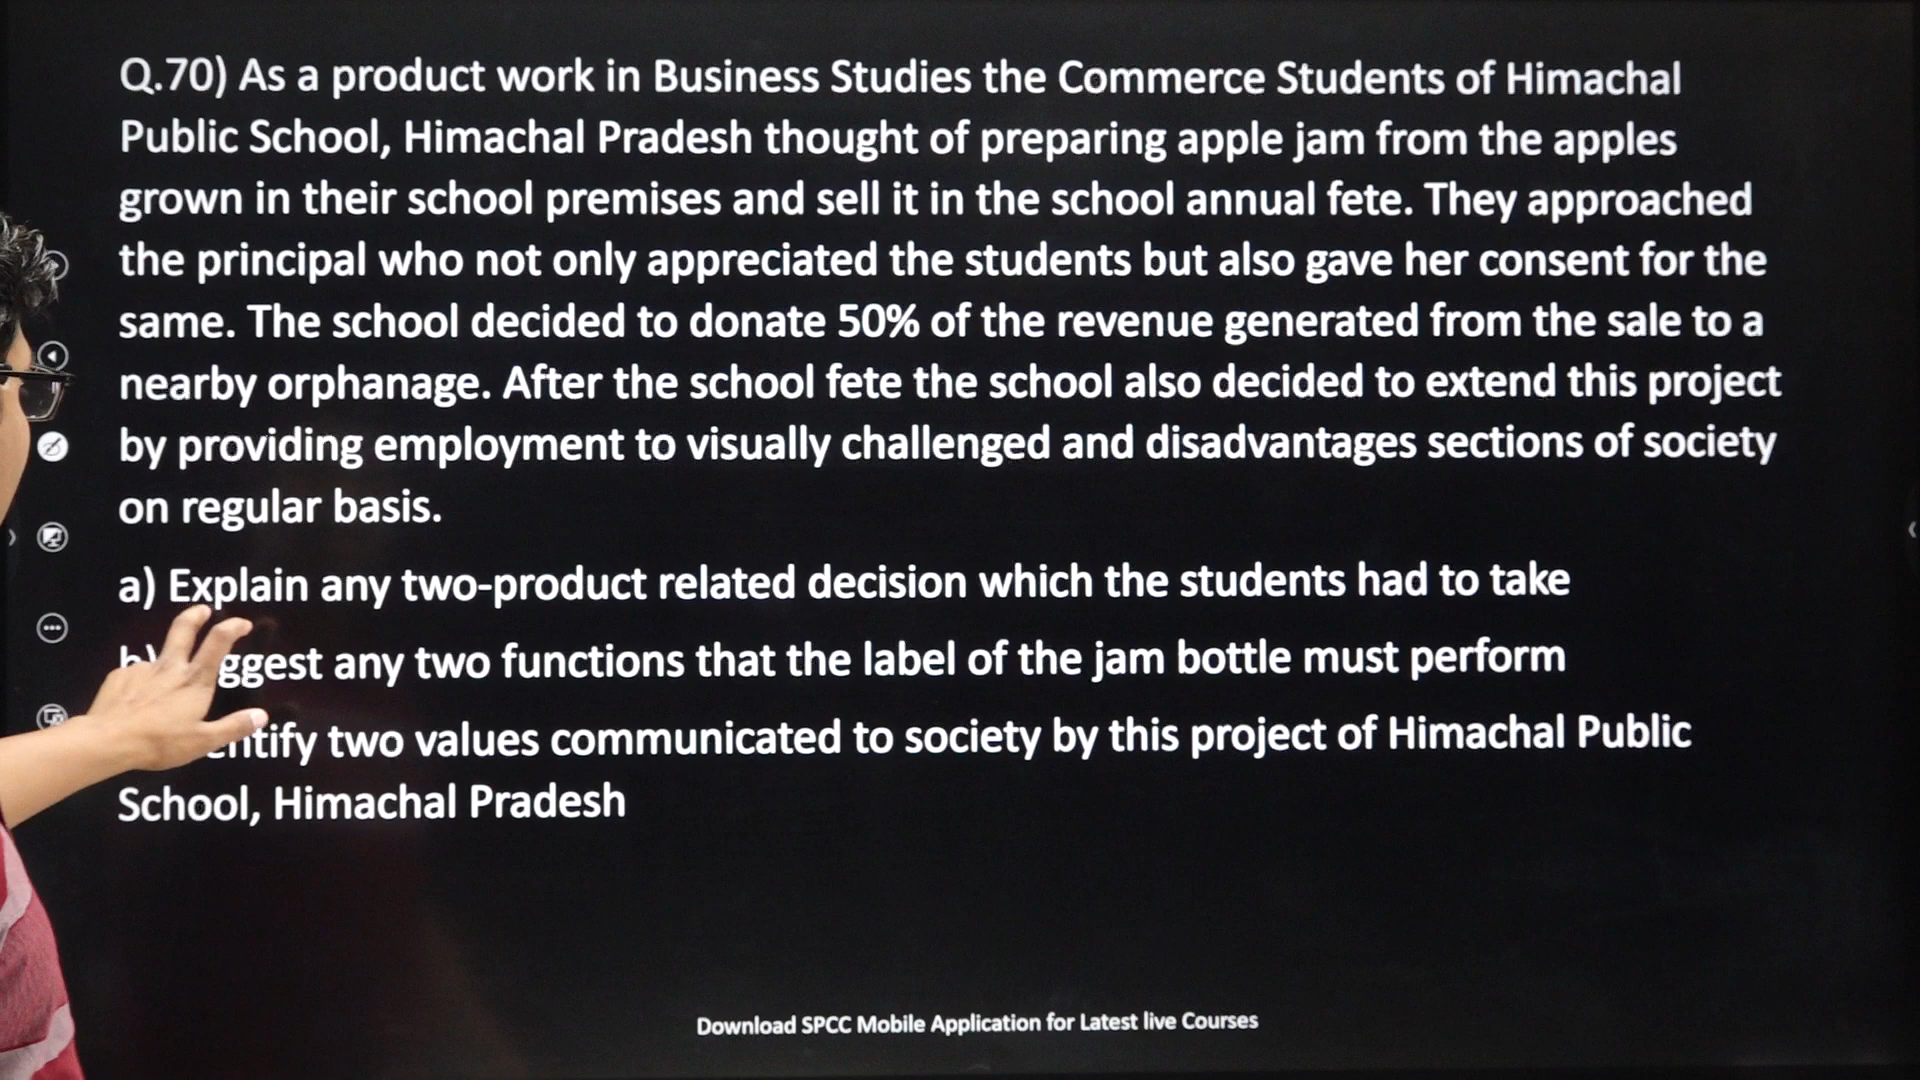 Q.70) As a product work in Business Studies the Commerce Students of Himachal
Public School, Himachal Pradesh thought of preparing apple jam from the apples
grown in their school premises and sell it in the school annual fete. They approached
the principal who not only appreciated the students but also gave her consent for the
same. The school decided to donate 50% of the revenue generated from the sale to a
nearby orphanage. After the school fete the school also decided to extend this project
by providing employment to visually challenged and disadvantages sections of society
on regular basis.
a) Explain any two-product related decision which the students had to take
any two functions that the label of the jam bottle must perform
two values communicated to society by this project of Himachal Public
School, Himachal Pradesh
Download SPCC Mobile Application for Latest live Courses